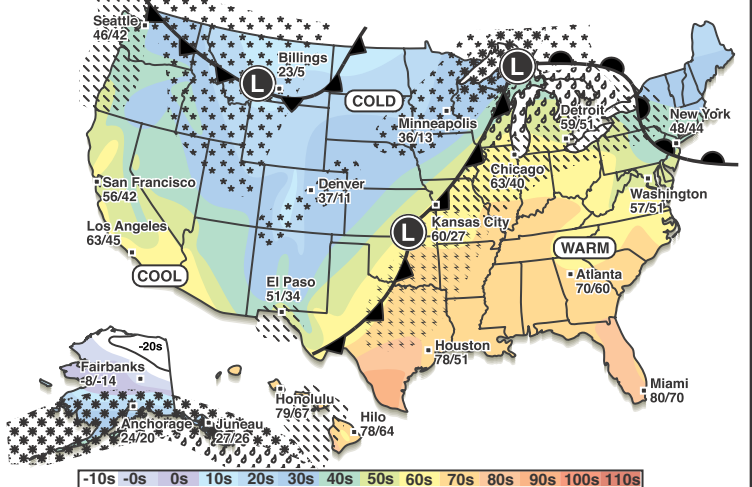 Seattle
46/42
Billings
23/5
L
L
COLD
Minneapolis
36/13
Detroit
59/51
New York
48/44
Chicago
63/40
San Francisco
56/42
Denver
37/11
Washington
57/51
Los Angeles
63/45
L
Kansas City
60/27
COOL
WARM
El Paso
51/34
Atlanta
70/60
-20s
Houston
78/51
Fairbanks
-8/-14
Miami
80/70
Honolulu
79/67
Hilo
78/64
Anchorage
24/20
Juneau
27/26
-10s -0s 0s 10s 20s 30s 40s 50s 60s 70s 80s 90s 100s 110s